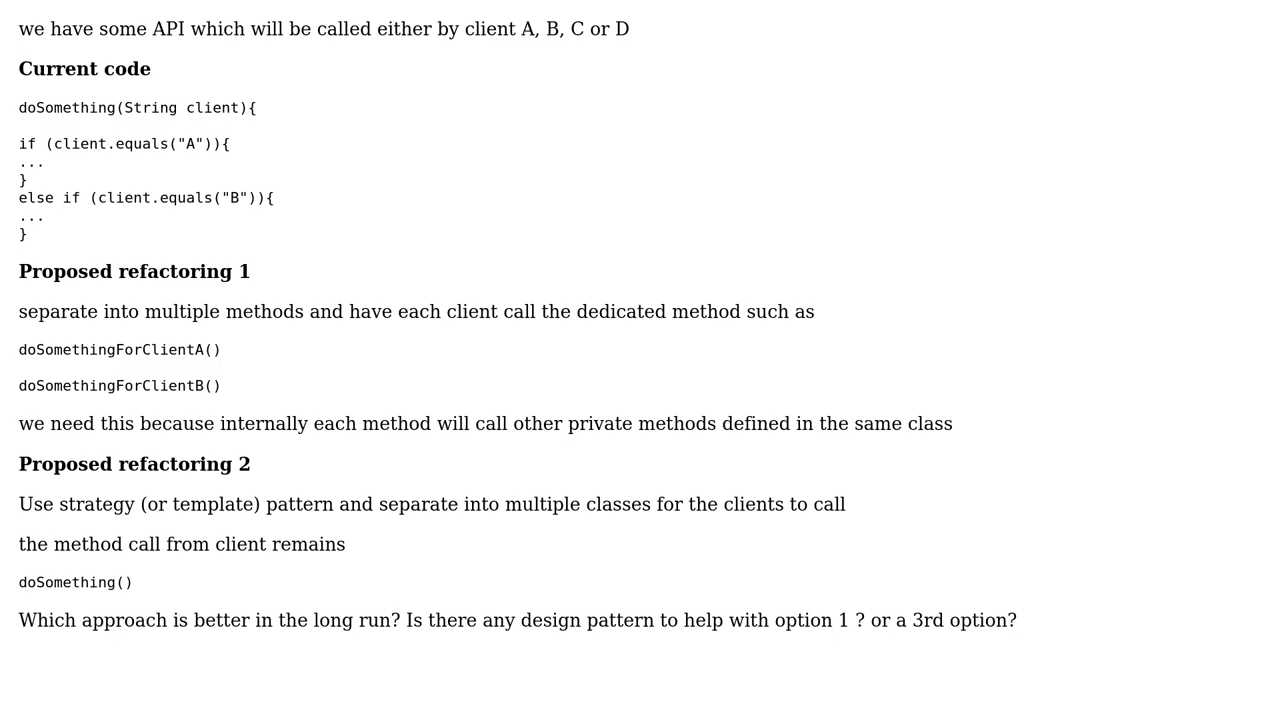 we have some API which will be called either by client A, B, C or D
Current code
doSomething(String client){
if (client.equals("A")){
...
}
else if (client.equals("B")){
...
}
Proposed refactoring 1
separate into multiple methods and have each client call the dedicated method such as
doSomethingForClientA()
doSomethingForClientB()
we need this because internally each method will call other private methods defined in the same class
Proposed refactoring 2
Use strategy (or template) pattern and separate into multiple classes for the clients to call
the method call from client remains
doSomething()
Which approach is better in the long run? Is there any design pattern to help with option 1 ? or a 3rd option?